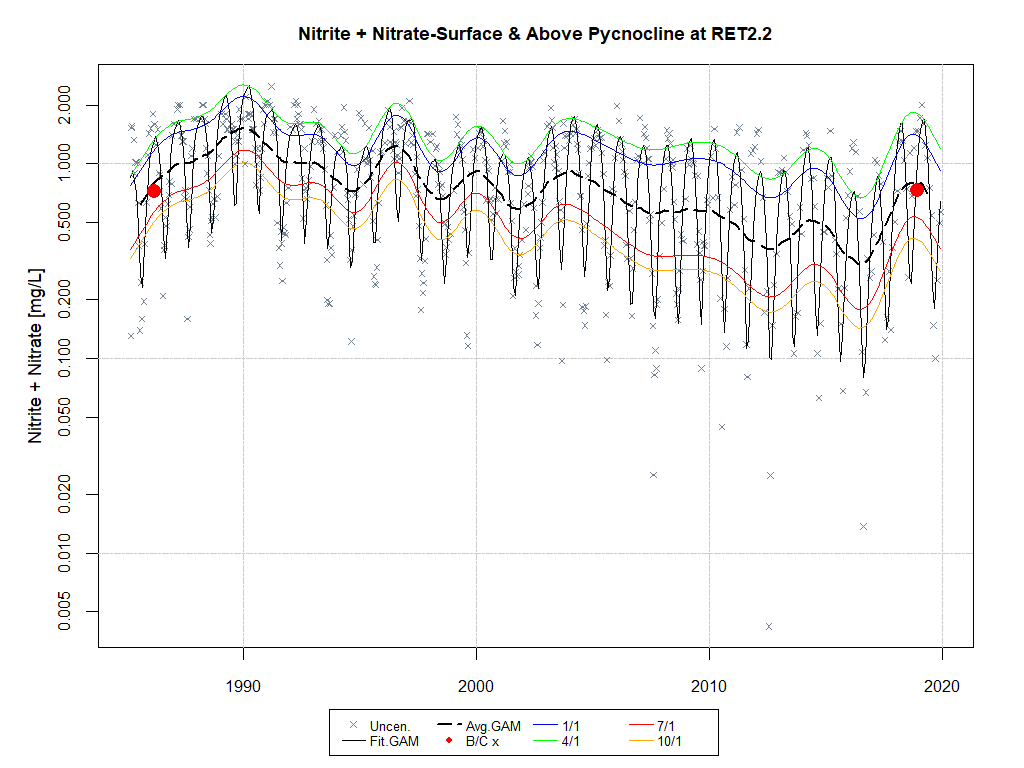 Nitrite + Nitrate-Surface & Above Pycnocline at RET2.2
Nitrite + Nitrate [mg/L]
2.000
1.000
0.500
0.200
0.100
0.050
0.020
0.010
0.005
1990 2000 2010 2020
Uncen. Avg.GAM 1/1 7/1
Fit.GAM B/C x 4/1 10/1